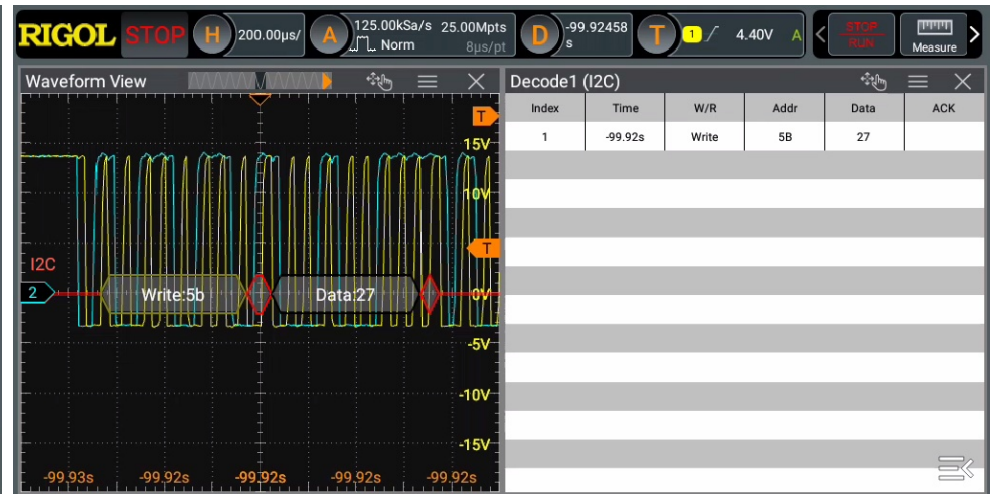 RIGOL STOP H 200.00μs/ A 125.00kSa/s 25.00Mpts D -99.92458 T 1 4.40V A STOP
Norm 8μs/pt s RUN Measure
Waveform View
Decode1 (I2C)
Index Time W/R Addr Data ACK
1 -99.92s Write 5B 27
T
15V
10V
T
I2C
2 Write:5b Data:27 0V
-5V
-10V
-15V
-99.93s -99.92s -99.92s -99.92s -99.92s